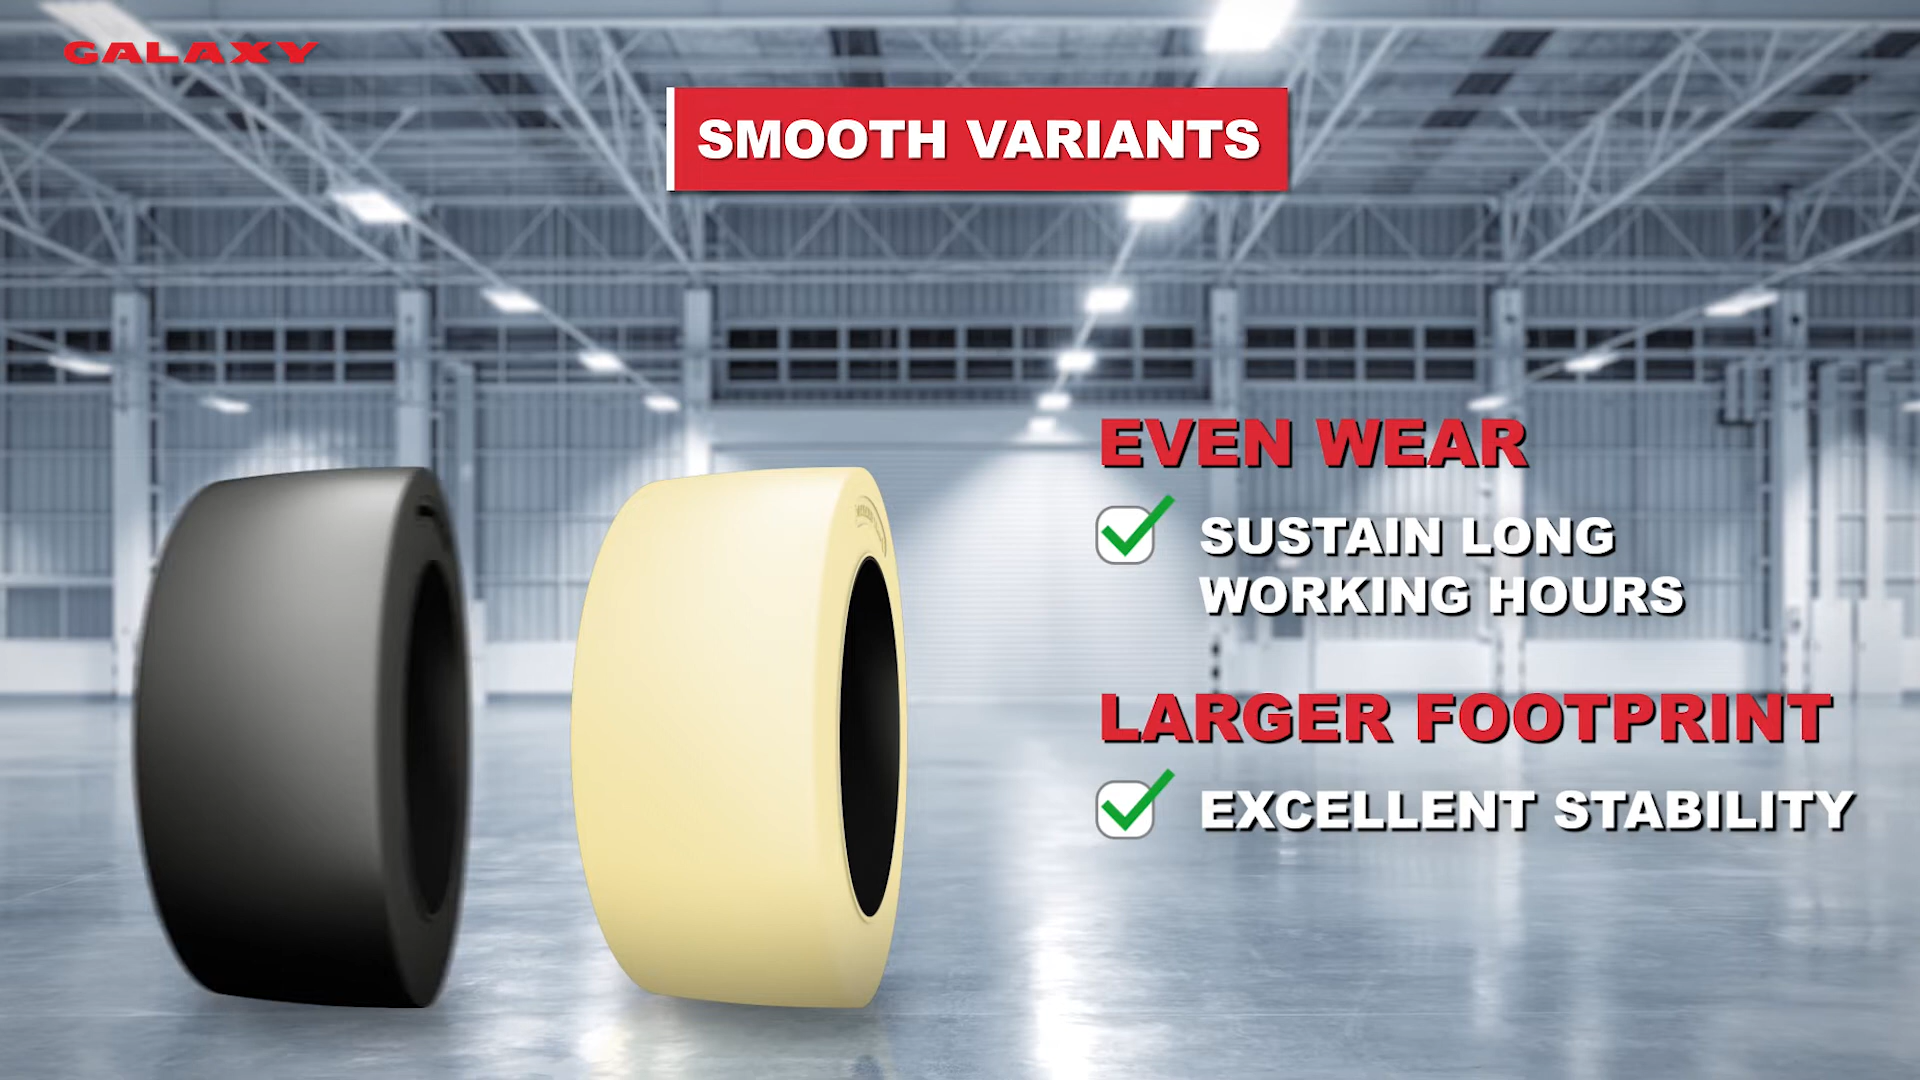 GALAXY
SMOOTH VARIANTS
EVEN WEAR
SUSTAIN LONG
WORKING HOURS
LARGER FOOTPRINT
EXCELLENT STABILITY